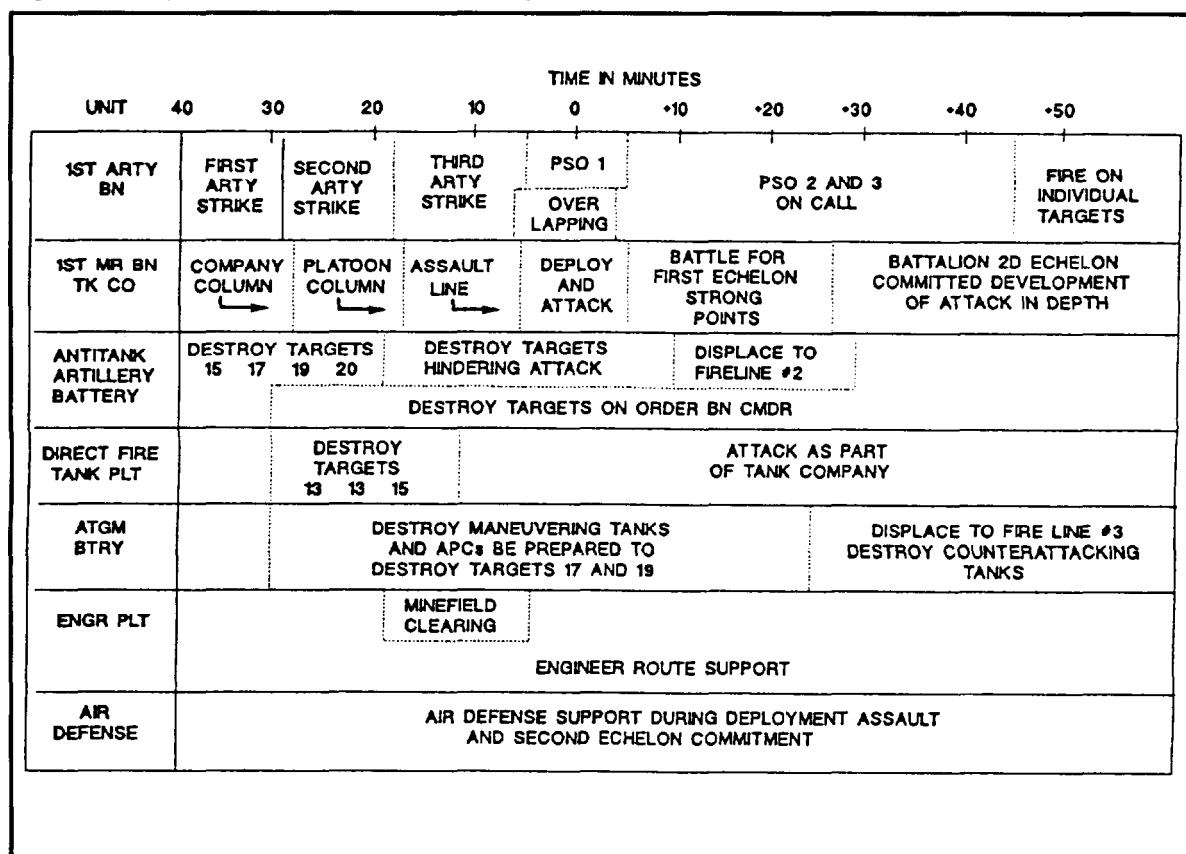 TIME IN MINUTES
UNIT 40 30 20 10 0 +10 +20 +30 +40 +50
1ST ARTY
BN
FIRST
ARTY
STRIKE
SECOND
ARTY
STRIKE
THIRD
ARTY
STRIKE
PSO 1
OVER
LAPPING
PSO 2 AND 3
ON CALL
FIRE ON
INDIVIDUAL
TARGETS
1ST MR BN
TK CO
COMPANY
COLUMN
PLATOON
COLUMN
ASSAULT
LINE
DEPLOY
AND
ATTACK
BATTLE FOR
FIRST ECHELON
STRONG
POINTS
BATTALION 2D ECHELON
COMMITTED DEVELOPMENT
OF ATTACK IN DEPTH
ANTITANK
ARTILLERY
BATTERY
DESTROY TARGETS
15 17 19 20
DESTROY TARGETS
HINDERING ATTACK
DISPLACE TO
FIRELINE #2
DESTROY TARGETS ON ORDER BN CMDR
DIRECT FIRE
TANK PLT
DESTROY
TARGETS
13 13 15
ATTACK AS PART
OF TANK COMPANY
ATGM
BTRY
DESTROY MANEUVERING TANKS
AND APCs BE PREPARED TO
DESTROY TARGETS 17 AND 19
DISPLACE TO FIRE LINE #3
DESTROY COUNTERATTACKING
TANKS
ENGR PLT
MINEFIELD
CLEARING
ENGINEER ROUTE SUPPORT
AIR
DEFENSE
AIR DEFENSE SUPPORT DURING DEPLOYMENT ASSAULT
AND SECOND ECHELON COMMITMENT